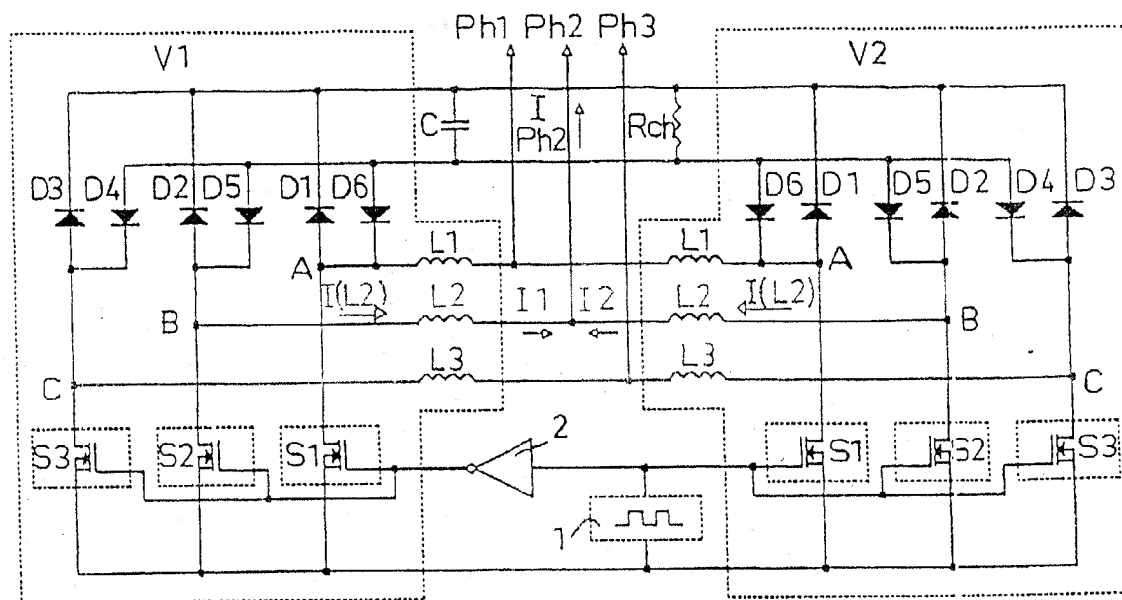 Ph1 Ph2 Ph3
V1 V2
C I Ph2 Rch
D3 D4 D2 D5 D1 D6 D6 D1 D5 D2 D4 D3
L1 L1
A A
I(L2) L2 I1 I2 L2 I(L2)
B B
L3 L3
C C
2
S3 S2 S1 S1 S2 S3
1